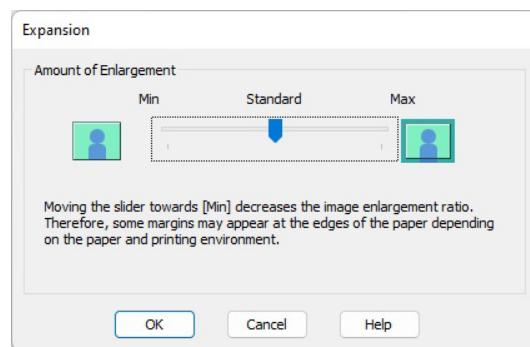 Expansion
Amount of Enlargement
Min Standard Max
Moving the slider towards [Min] decreases the image enlargement ratio.
Therefore, some margins may appear at the edges of the paper depending
on the paper and printing environment.
OK Cancel Help